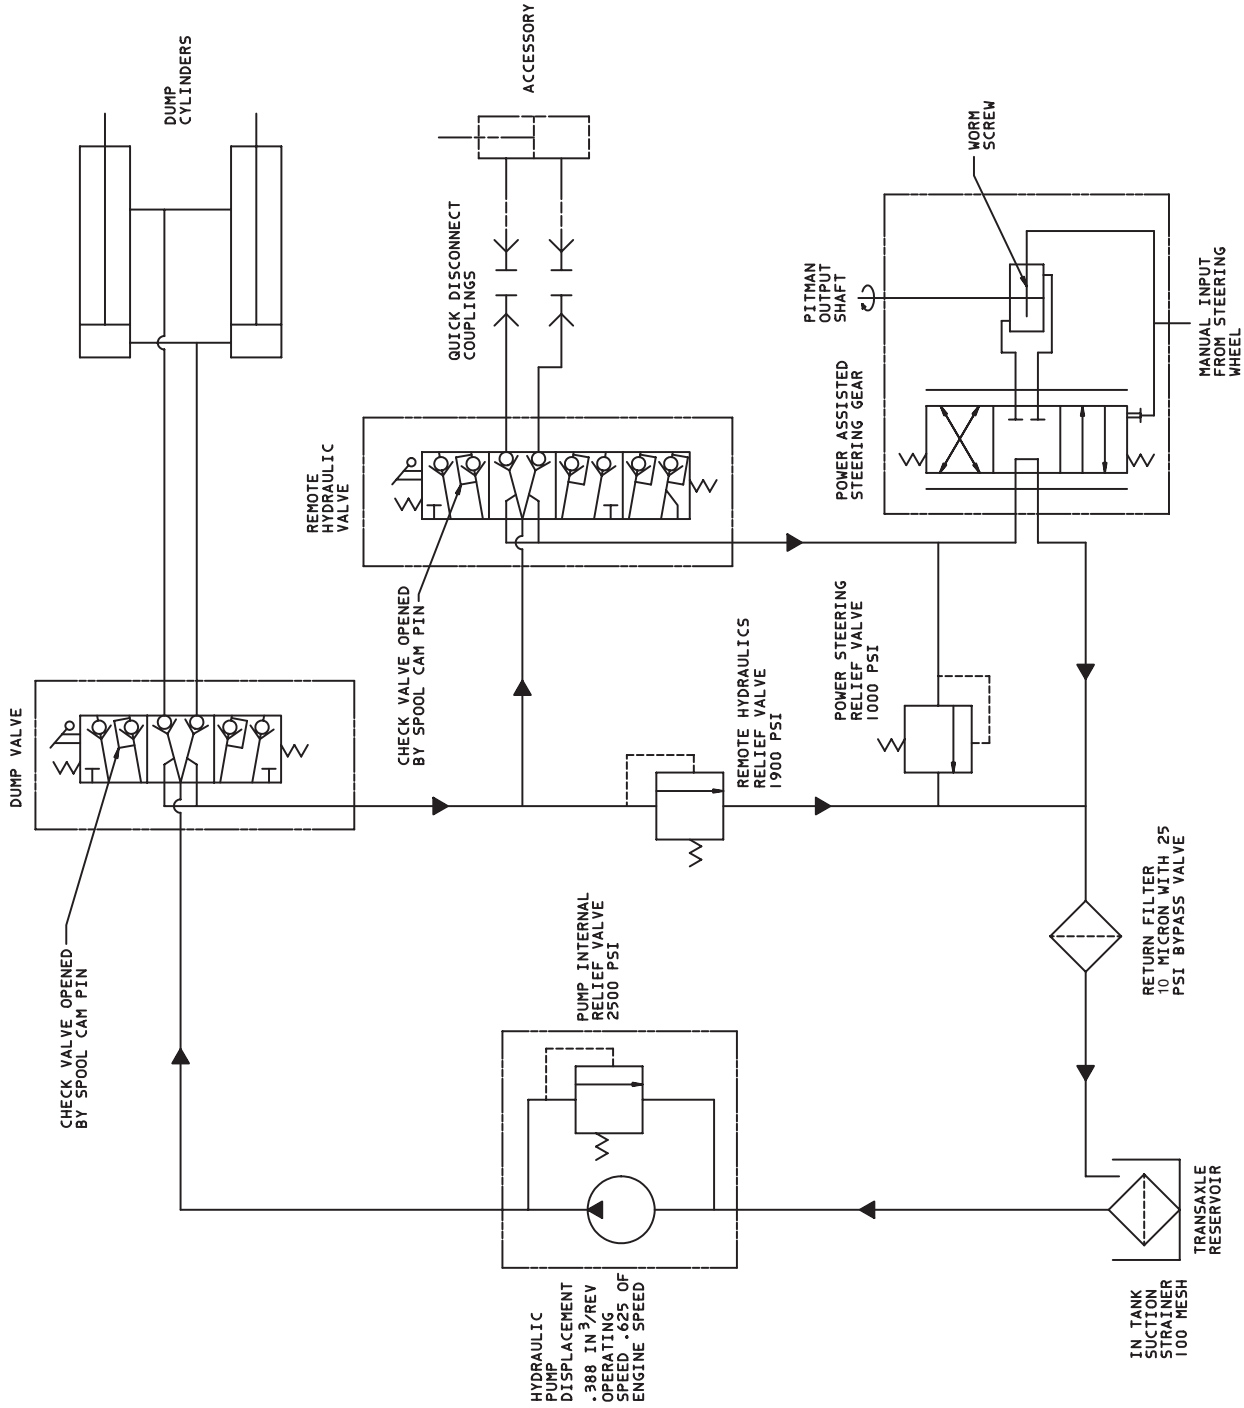 DUMP
CYLINDERS
ACCESSORY
QUICK DISCONNECT
COUPLINGS
WORM
SCREW
PITMAN
OUTPUT
SHAFT
MANUAL INPUT
FROM STEERING
WHEEL
POWER ASSISTED
STEERING GEAR
REMOTE
HYDRAULIC
VALVE
CHECK VALVE OPENED
BY SPOOL CAM PIN
DUMP VALVE
REMOTE HYDRAULICS
RELIEF VALVE
1900 PSI
POWER STEERING
RELIEF VALVE
1000 PSI
CHECK VALVE OPENED
BY SPOOL CAM PIN
PUMP INTERNAL
RELIEF VALVE
2500 PSI
RETURN FILTER
10 MICRON WITH 25
PSI BYPASS VALVE
HYDRAULIC
PUMP
DISPLACEMENT
.388 IN³/REV
OPERATING
SPEED .625 OF
ENGINE SPEED
TRANSAXLE
RESERVOIR
IN TANK
SUCTION
STRAINER
100 MESH